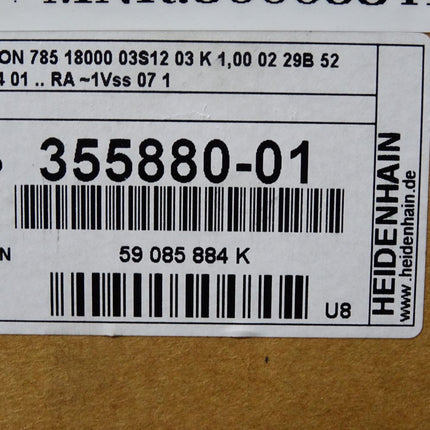 ON 785 18000 03S12 03 K 1,00 02 29B 52
4 01 .. RA ~1Vss 07 1
355880-01
N 59 085 884 K
U8
HEIDENHAIN
www.heidenhain.de